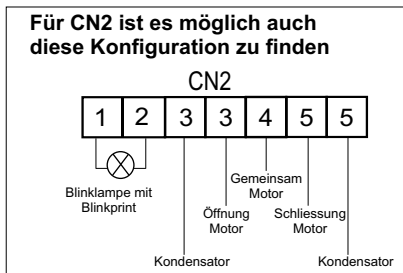 Für CN2 ist es möglich auch
diese Konfiguration zu finden
CN2
1 2 3 3 4 5 5
Blinklampe mit
Blinkprint
Gemeinsam
Motor
Öffnung
Motor
Schliessung
Motor
Kondensator
Kondensator